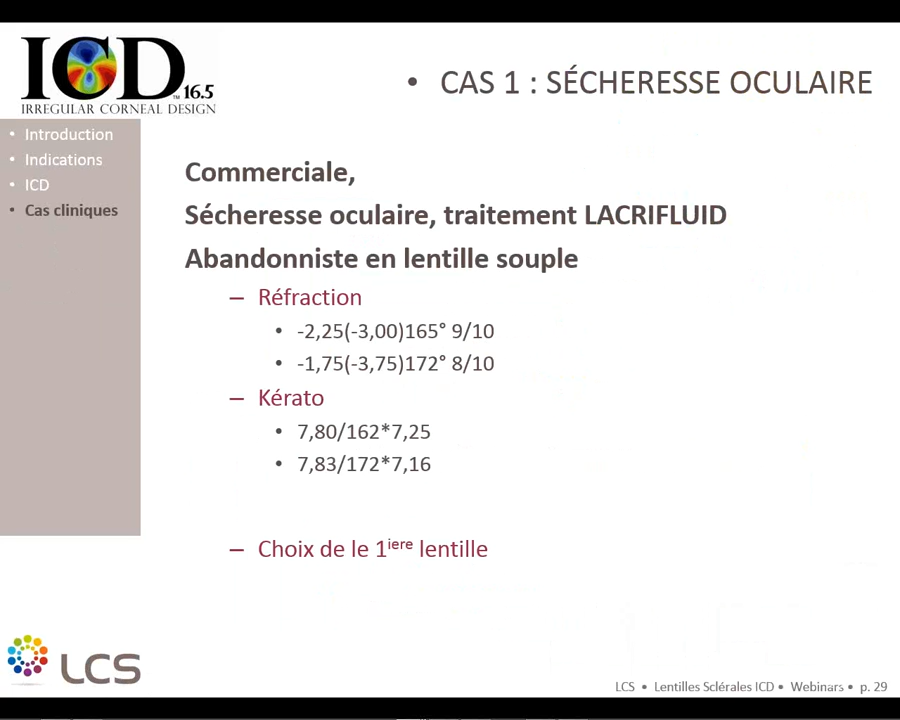 ICD™ 16.5
IRREGULAR CORNEAL DESIGN
• CAS 1 : SÉCHERESSE OCULAIRE
• Introduction
• Indications
• ICD
• Cas cliniques
Commerciale,
Sécheresse oculaire, traitement LACRIFLUID
Abandonniste en lentille souple
– Réfraction
• -2,25(-3,00)165° 9/10
• -1,75(-3,75)172° 8/10
– Kérato
• 7,80/162*7,25
• 7,83/172*7,16
– Choix de le 1iere lentille
LCS
LCS • Lentilles Sclérales ICD • Webinars • p. 29